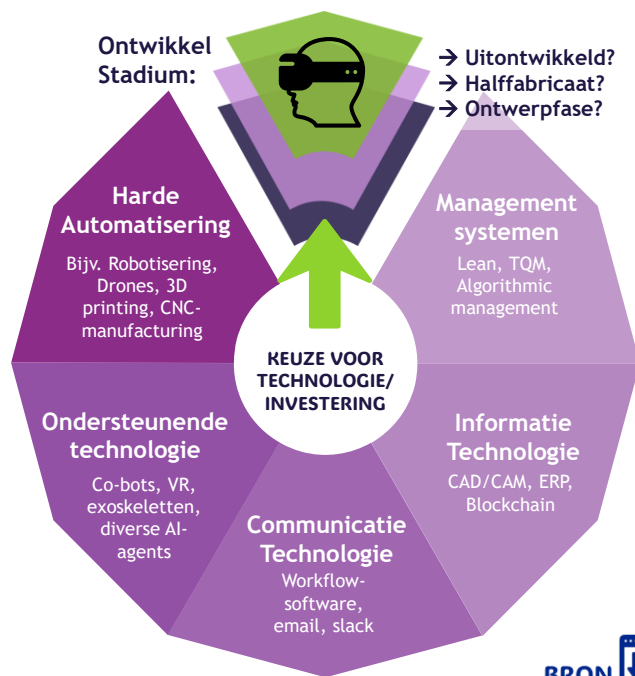 Ontwikkel
Stadium:
→ Uitontwikkeld?
→ Halffabricaat?
→ Ontwerpfase?
Harde
Automatisering
Bijv. Robotisering,
Drones, 3D
printing, CNC-
manufacturing
Management
systemen
Lean, TQM,
Algorithmic
management
KEUZE VOOR
TECHNOLOGIE/
INVESTERING
Ondersteunende
technologie
Co-bots, VR,
exoskeletten,
diverse AI-
agents
Informatie
Technologie
CAD/CAM, ERP,
Blockchain
Communicatie
Technologie
Workflow-
software,
email, slack
BRON